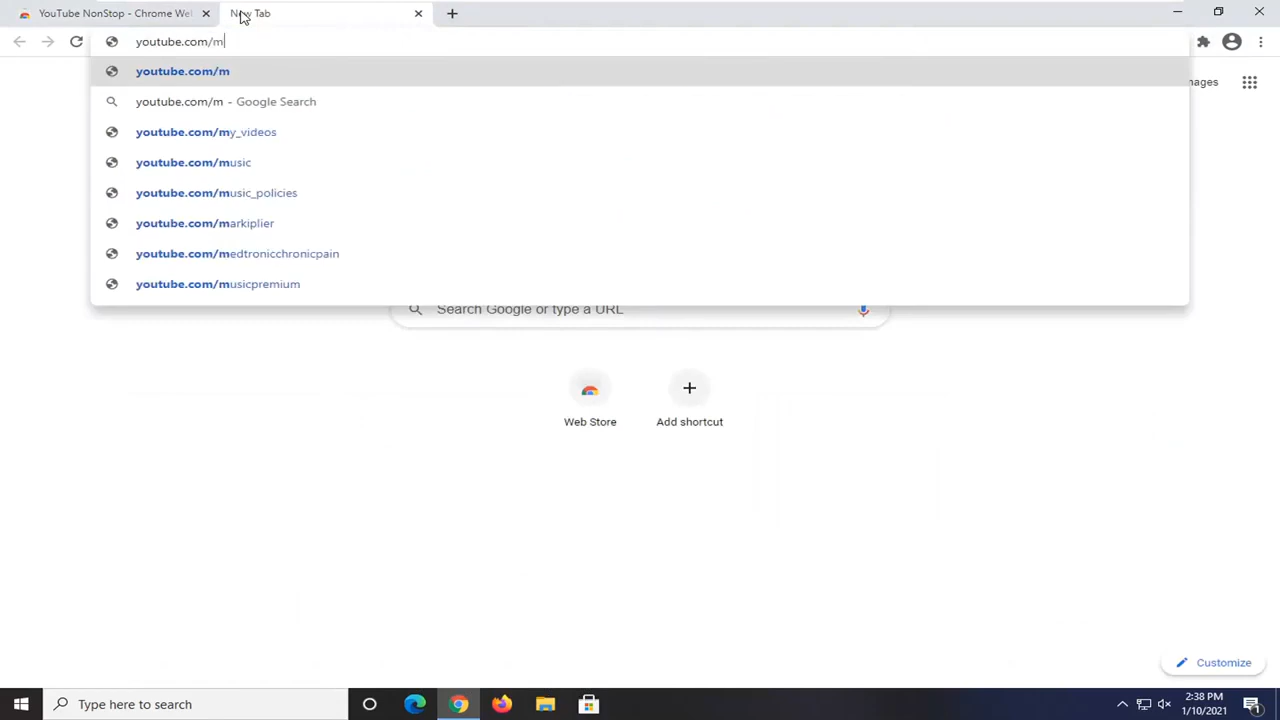 YouTube NonStop - Chrome Web
New Tab
youtube.com/m
youtube.com/m
youtube.com/m - Google Search
youtube.com/my_videos
youtube.com/music
youtube.com/music_policies
youtube.com/markiplier
youtube.com/medtronicchronicpain
youtube.com/musicpremium
Search Google or type a URL
Web Store
Add shortcut
Customize
Type here to search
2:38 PM
1/10/2021
1